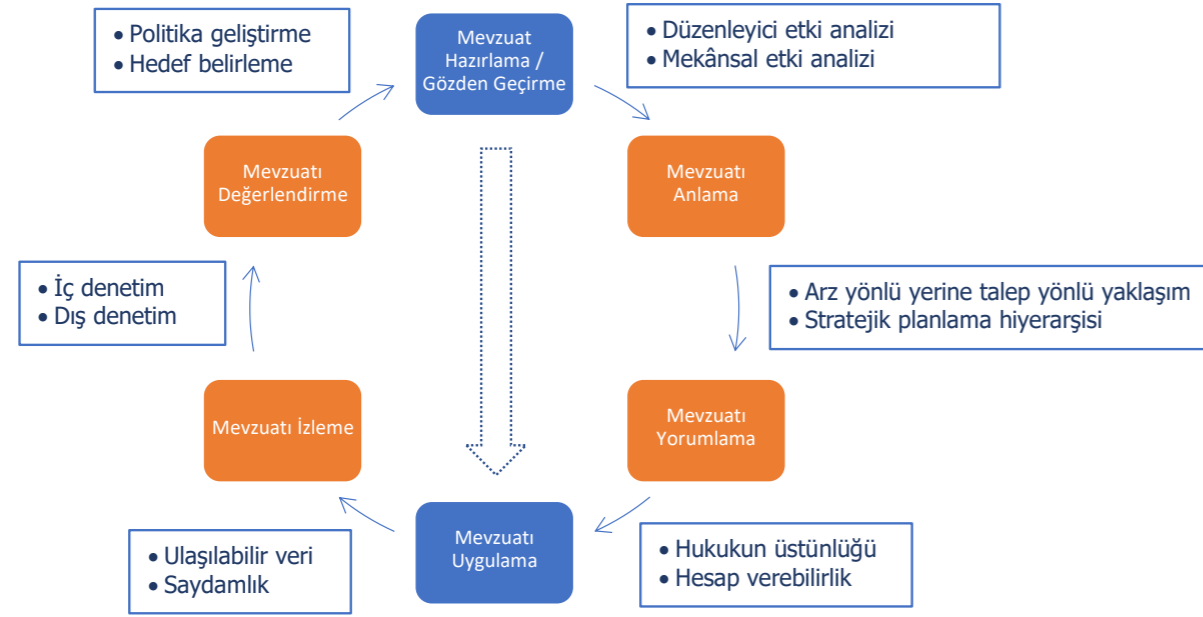 • Politika geliştirme
• Hedef belirleme
Mevzuat
Hazırlama /
Gözden Geçirme
• Düzenleyici etki analizi
• Mekânsal etki analizi
Mevzuatı
Değerlendirme
Mevzuatı
Anlama
• İç denetim
• Dış denetim
• Arz yönlü yerine talep yönlü yaklaşım
• Stratejik planlama hiyerarşisi
Mevzuatı İzleme
Mevzuatı
Yorumlama
• Ulaşılabilir veri
• Saydamlık
Mevzuatı
Uygulama
• Hukukun üstünlüğü
• Hesap verebilirlik